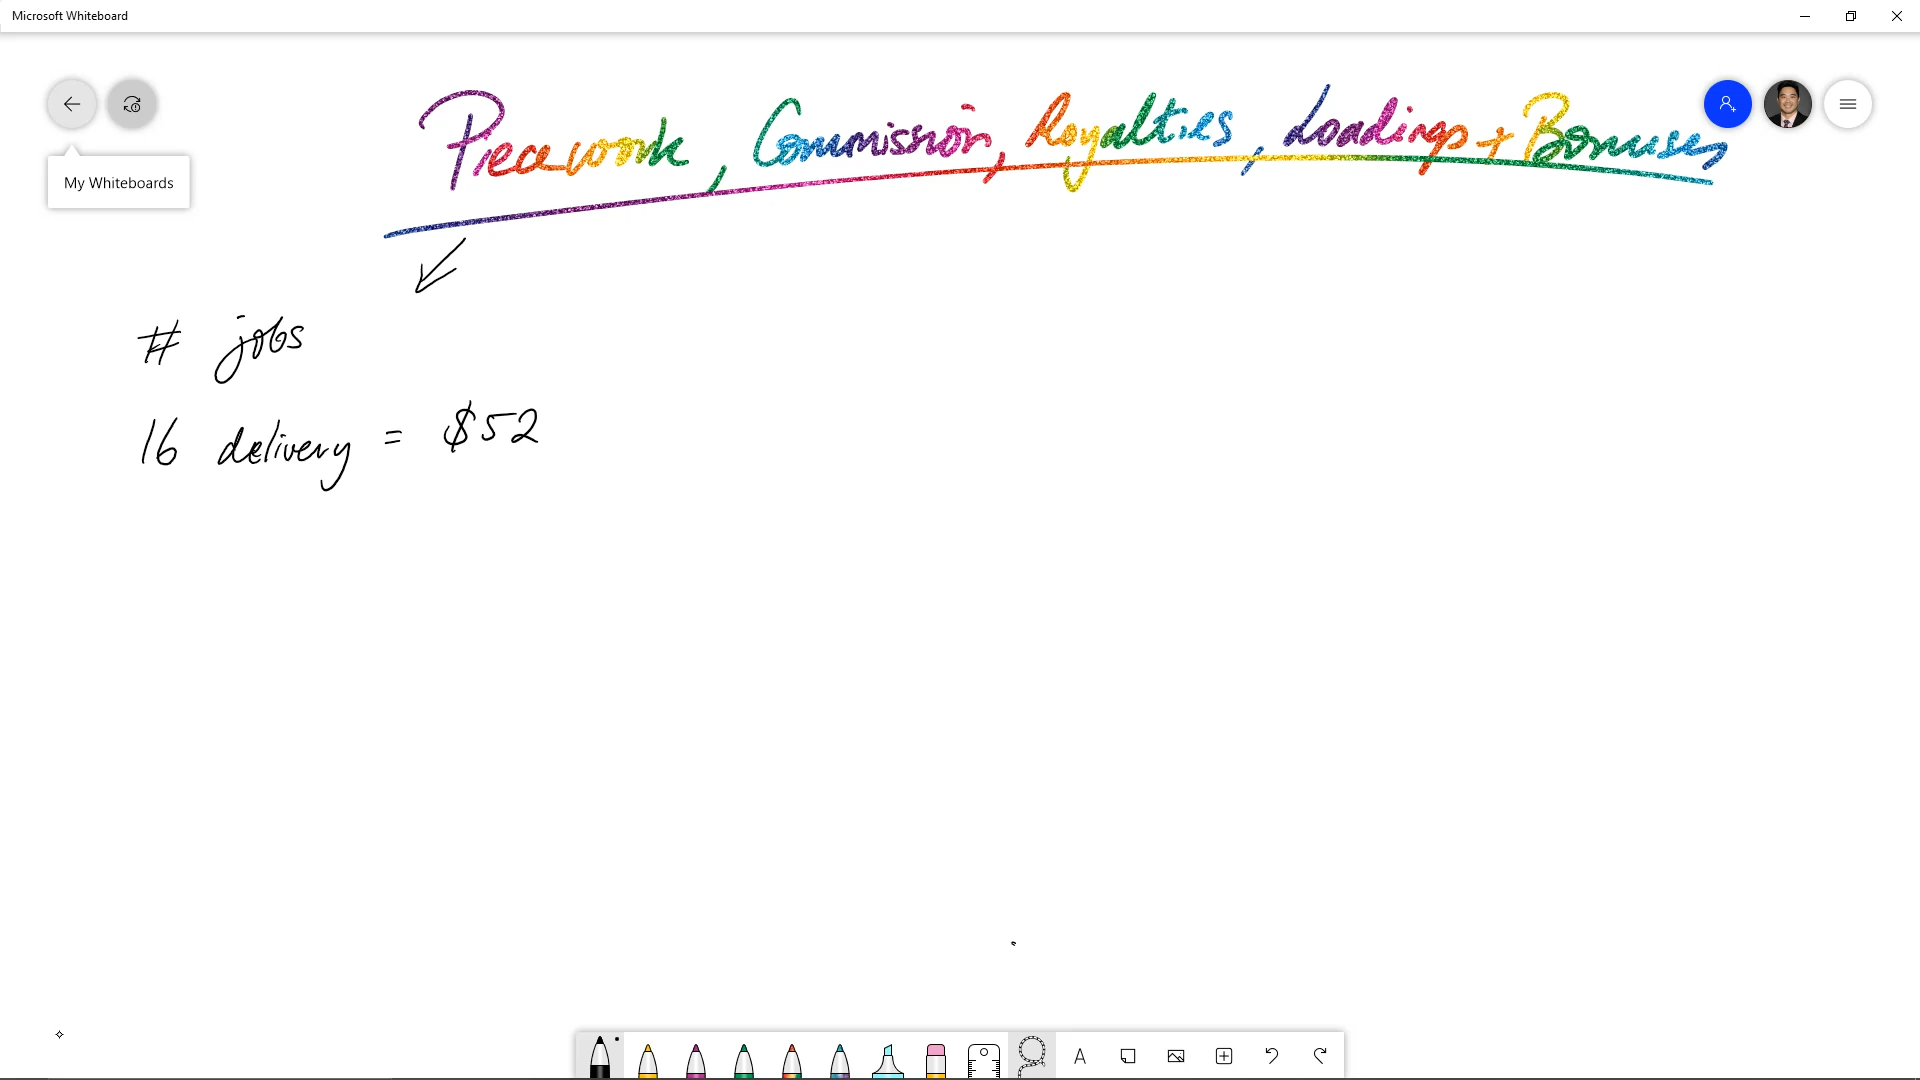 Microsoft Whiteboard
Piecework, Commission, Royalties, Loadings + Bonuses
My Whiteboards
# jobs
16 delivery = $52
A